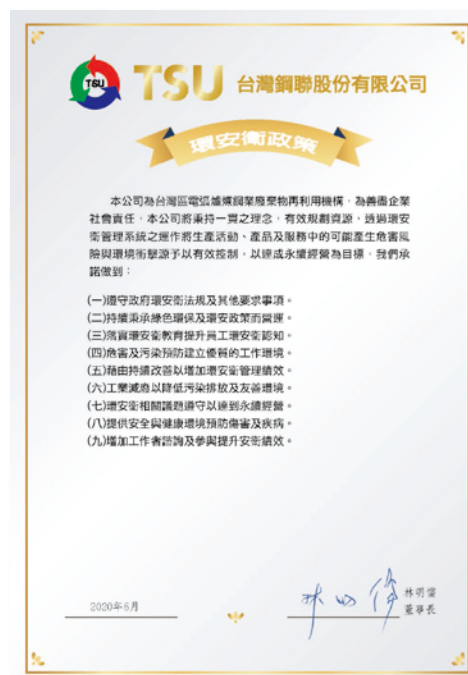 TSU
TSU 台灣鋼聯股份有限公司
環安衛政策
本公司為台灣區電弧爐煉鋼業廢棄物再利用機構，為善盡企業
社會責任，本公司將秉持一貫之理念，有效規劃資源，透過環安
衛管理系統之運作將生產活動、產品及服務中的可能產生危害風
險與環境衝擊源予以有效控制，以達成永續經營為目標，我們承
諾做到：
(一)遵守政府環安衛法規及其他要求事項。
(二)持續秉承綠色環保及環安政策而營運。
(三)落實環安衛教育提升員工環安衛認知。
(四)危害及污染預防建立優質的工作環境。
(五)藉由持續改善以增加環安衛管理績效。
(六)工業減廢以降低污染排放及友善環境。
(七)環安衛相關議題遵守以達到永續經營。
(八)提供安全與健康環境預防傷害及疾病。
(九)增加工作者諮詢及參與提升安衛績效。
2020年6月
林明儒
董事長